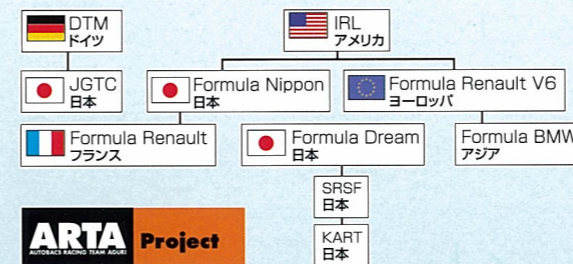 DTM
ドイツ
IRL
アメリカ
JGTC
日本
Formula Nippon
日本
Formula Renault V6
ヨーロッパ
Formula Renault
フランス
Formula Dream
日本
Formula BMW
アジア
SRSF
日本
KART
日本
ARTA Project
AUTOBACS RACING TEAM AGURI